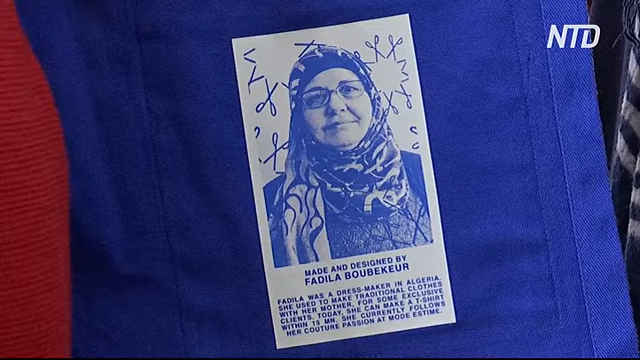 NTD
MADE AND DESIGNED BY
FADILA BOUBEKEUR
FADILA WAS A DRESS-MAKER IN ALGERIA.
SHE USED TO MAKE TRADITIONAL CLOTHES
WITH HER MOTHER, FOR SOME EXCLUSIVE
CLIENTS. TODAY, SHE CAN MAKE A T-SHIRT
WITHIN 15 MN. SHE CURRENTLY FOLLOWS
HER COUTURE PASSION AT MODE ESTIME.